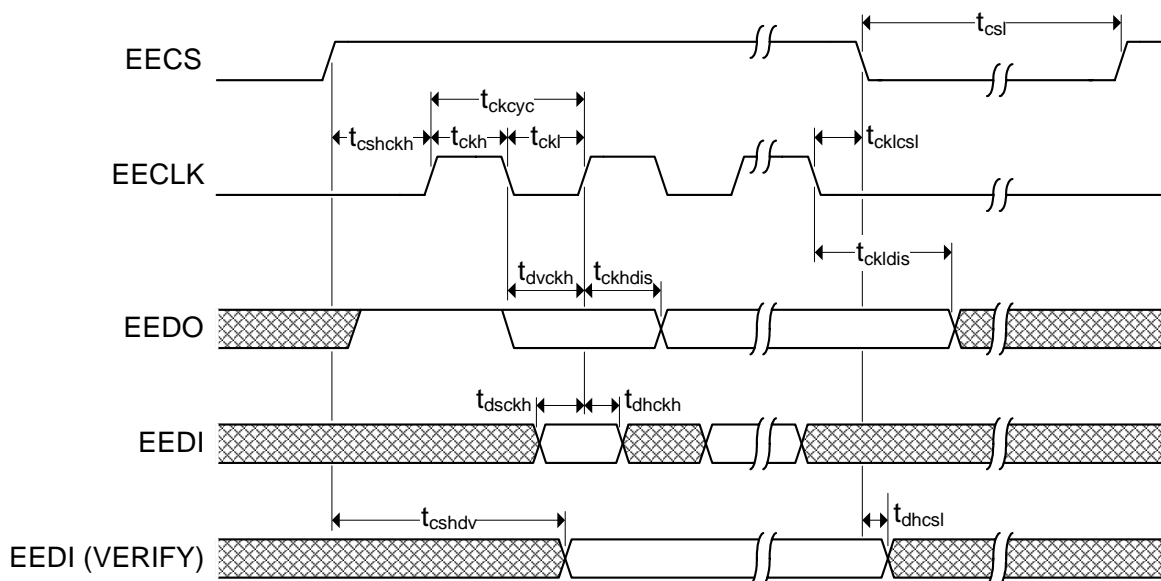 EECS
t_csl
t_ckcyc
t_cshckh
t_ckh
t_ckl
t_cklcsl
EECLK
t_dvckh
t_ckhdis
t_ckldis
EEDO
t_dsckh
t_dhckh
EEDI
t_cshdv
t_dhcsl
EEDI (VERIFY)